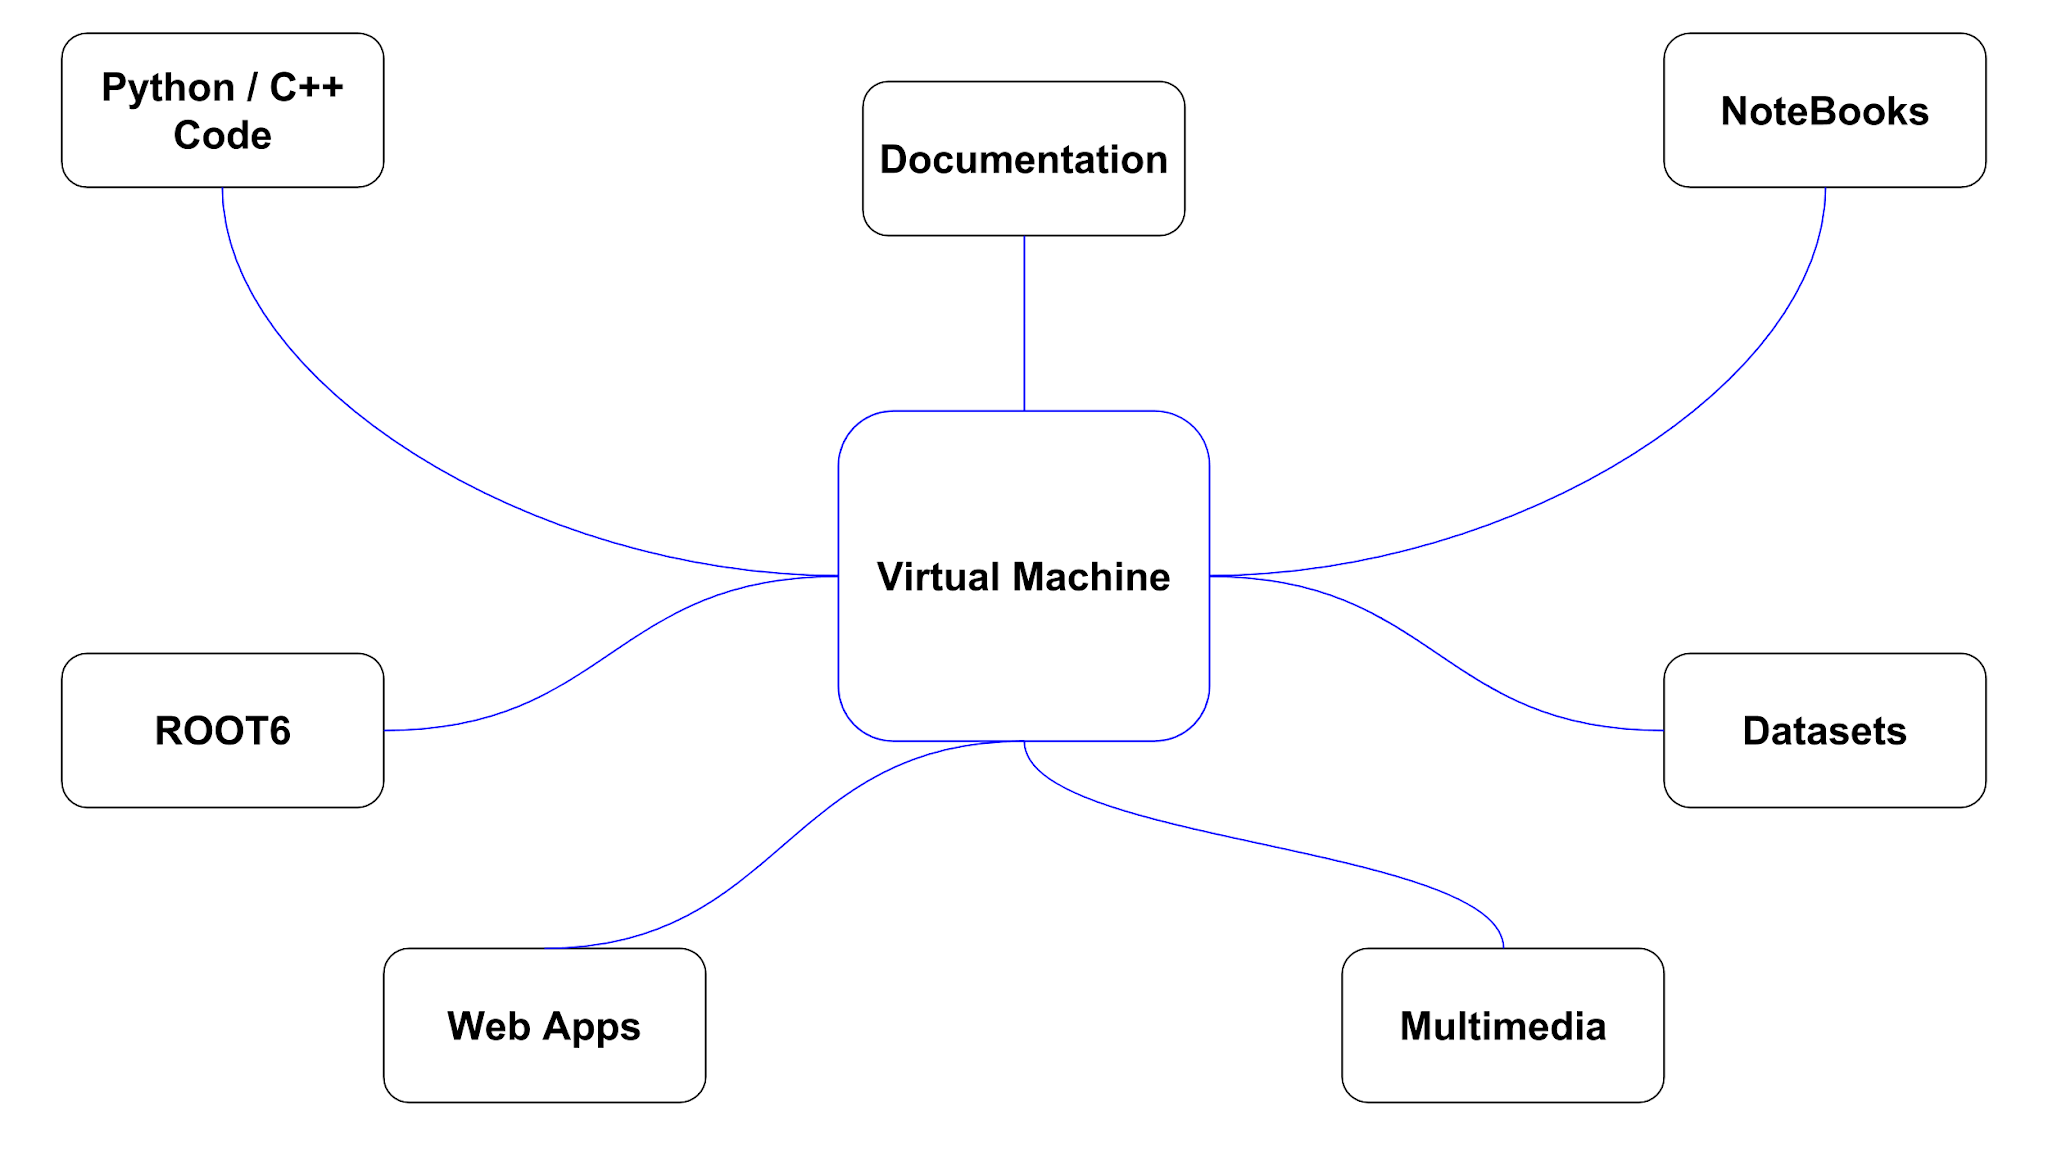 Python / C++
Code
Documentation
NoteBooks
Virtual Machine
ROOT6
Datasets
Web Apps
Multimedia